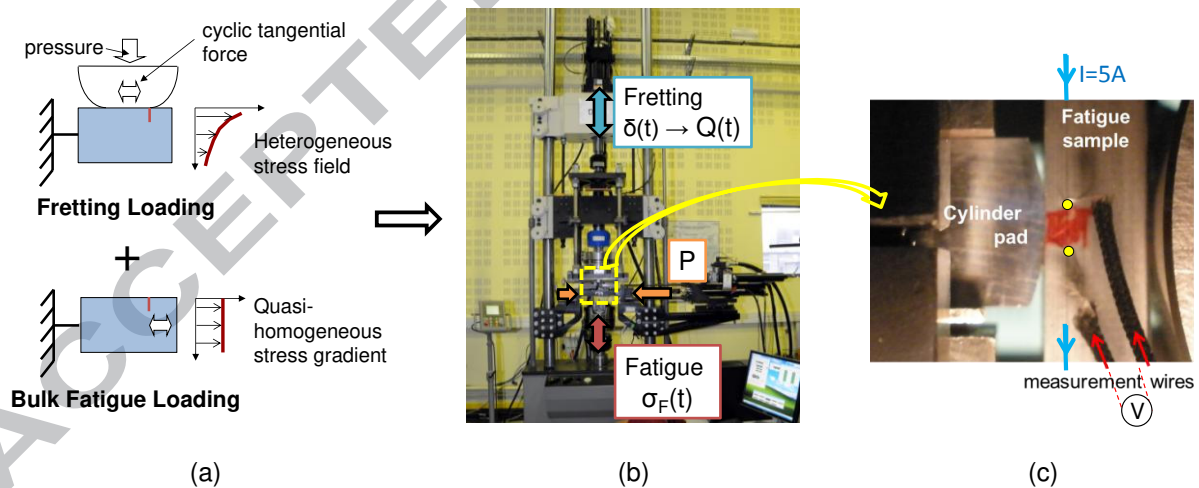 pressure
cyclic tangential
force
Heterogeneous
stress field
Fretting Loading
+
Quasi-
homogeneous
stress gradient
Bulk Fatigue Loading
(a)
Fretting
δ(t) → Q(t)
P
Fatigue
σF(t)
(b)
I=5A
Fatigue
sample
Cylinder
pad
measurement wires
V
(c)
ACCEPTE